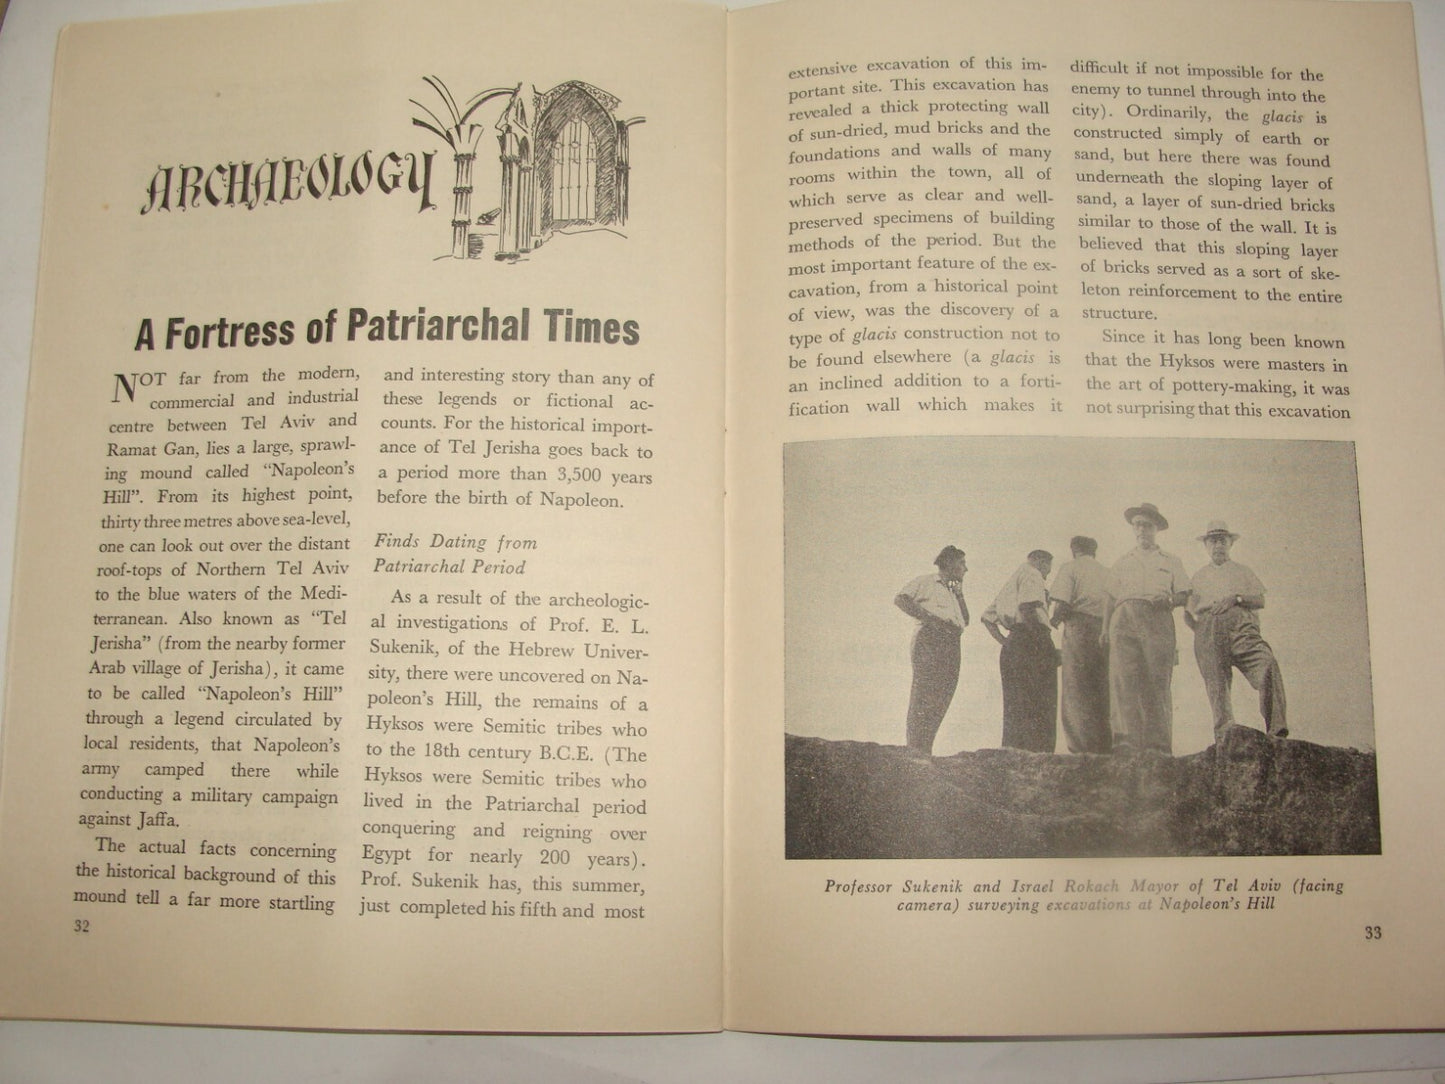 ARCHAEOLOGY
A Fortress of Patriarchal Times
NOT far from the modern,
commercial and industrial
centre between Tel Aviv and
Ramat Gan, lies a large, sprawl-
ing mound called “Napoleon’s
Hill”. From its highest point,
thirty three metres above sea-level,
one can look out over the distant
roof-tops of Northern Tel Aviv
to the blue waters of the Medi-
terranean. Also known as “Tel
Jerisha” (from the nearby former
Arab village of Jerisha), it came
to be called “Napoleon’s Hill”
through a legend circulated by
local residents, that Napoleon’s
army camped there while
conducting a military campaign
against Jaffa.
The actual facts concerning
the historical background of this
mound tell a far more startling
32
and interesting story than any of
these legends or fictional ac-
counts. For the historical import-
ance of Tel Jerisha goes back to
a period more than 3,500 years
before the birth of Napoleon.
Finds Dating from
Patriarchal Period
As a result of the archeologic-
al investigations of Prof. E. L.
Sukenik, of the Hebrew Univer-
sity, there were uncovered on Na-
poleon’s Hill, the remains of a
Hyksos were Semitic tribes who
to the 18th century B.C.E. (The
Hyksos were Semitic tribes who
lived in the Patriarchal period
conquering and reigning over
Egypt for nearly 200 years).
Prof. Sukenik has, this summer,
just completed his fifth and most
extensive excavation of this im-
portant site. This excavation has
revealed a thick protecting wall
of sun-dried, mud bricks and the
foundations and walls of many
rooms within the town, all of
which serve as clear and well-
preserved specimens of building
methods of the period. But the
most important feature of the ex-
cavation, from a historical point
of view, was the discovery of a
type of glacis construction not to
be found elsewhere (a glacis is
an inclined addition to a forti-
fication wall which makes it
difficult if not impossible for the
enemy to tunnel through into the
city). Ordinarily, the glacis is
constructed simply of earth or
sand, but here there was found
underneath the sloping layer of
sand, a layer of sun-dried bricks
similar to those of the wall. It is
believed that this sloping layer
of bricks served as a sort of ske-
leton reinforcement to the entire
structure.
Since it has long been known
that the Hyksos were masters in
the art of pottery-making, it was
not surprising that this excavation
Professor Sukenik and Israel Rokach Mayor of Tel Aviv (facing
camera) surveying excavations at Napoleon’s Hill
33